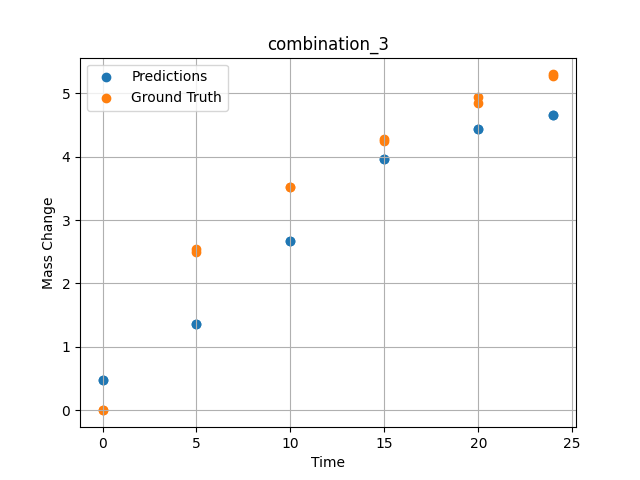 combination_3
Predictions
Ground Truth
5
4
3
2
1
0
Mass Change
0 5 10 15 20 25
Time